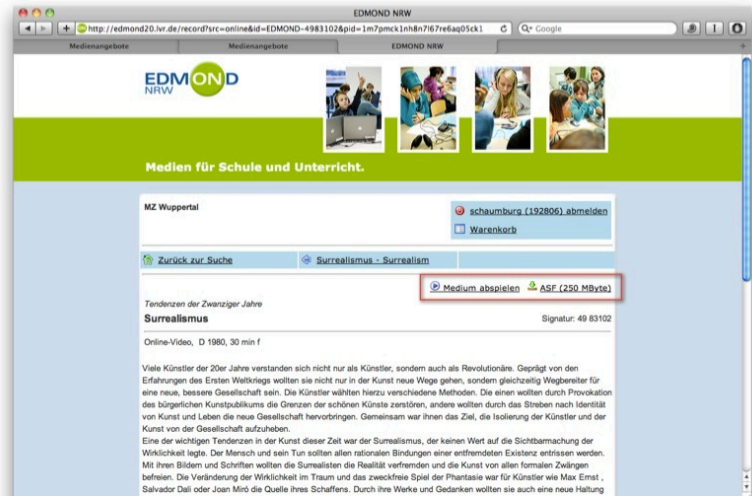 EDMOND NRW
http://edmond20.lvr.de/record?src=online&id=EDMOND-4983102&pid=1m7pmck1nh8n7l67re6aq05ck1
Google
Medienangebote
Medienangebote
EDMOND NRW
EDMOND
NRW
Medien für Schule und Unterricht.
MZ Wuppertal
schaumburg (192806) abmelden
Warenkorb
Zurück zur Suche
Surrealismus - Surrealism
Medium abspielen
ASF (250 MByte)
Tendenzen der Zwanziger Jahre
Surrealismus
Signatur: 49 83102
Online-Video, D 1980, 30 min f
Viele Künstler der 20er Jahre verstanden sich nicht nur als Künstler, sondern auch als Revolutionäre. Geprägt von den
Erfahrungen des Ersten Weltkriegs wollten sie nicht nur in der Kunst neue Wege gehen, sondern gleichzeitig Wegbereiter für
eine neue, bessere Gesellschaft sein. Die Künstler wählten hierzu verschiedene Methoden. Die einen wollten durch Provokation
des bürgerlichen Kunstpublikums die Grenzen der schönen Künste zerstören, andere wollten durch das Streben nach Identität
von Kunst und Leben die neue Gesellschaft hervorbringen. Gemeinsam war ihnen das Ziel, die Isolierung der Künstler und der
Kunst von der Gesellschaft aufzuheben.
Eine der wichtigen Tendenzen in der Kunst dieser Zeit war der Surrealismus, der keinen Wert auf die Sichtbarmachung der
Wirklichkeit legte. Der Mensch und sein Tun sollten allen rationalen Bindungen einer entfremdeten Existenz entrissen werden.
Mit ihren Bildern und Schriften wollten die Surrealisten die Realität verfremden und die Kunst von allen formalen Zwängen
befreien. Die Veränderung der Wirklichkeit im Traum und das zweckfreie Spiel der Phantasie war für Künstler wie Max Ernst ,
Salvador Dali oder Joan Miró die Quelle ihres Schaffens. Durch ihre Werke und Gedanken wollten sie auch eine neue Haltung